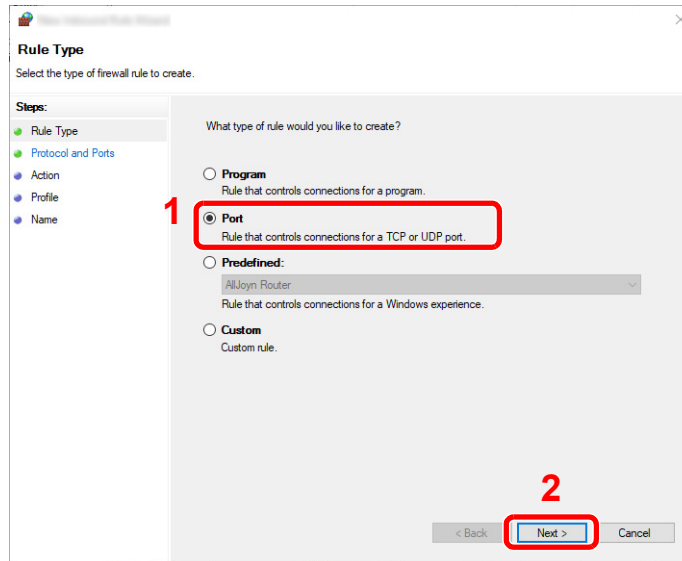 Rule Type
Select the type of firewall rule to create.
Steps:
Rule Type
Protocol and Ports
Action
Profile
Name
What type of rule would you like to create?
Program
Rule that controls connections for a program.
1
Port
Rule that controls connections for a TCP or UDP port.
Predefined:
AllJoyn Router
Rule that controls connections for a Windows experience.
Custom
Custom rule.
2
< Back
Next >
Cancel